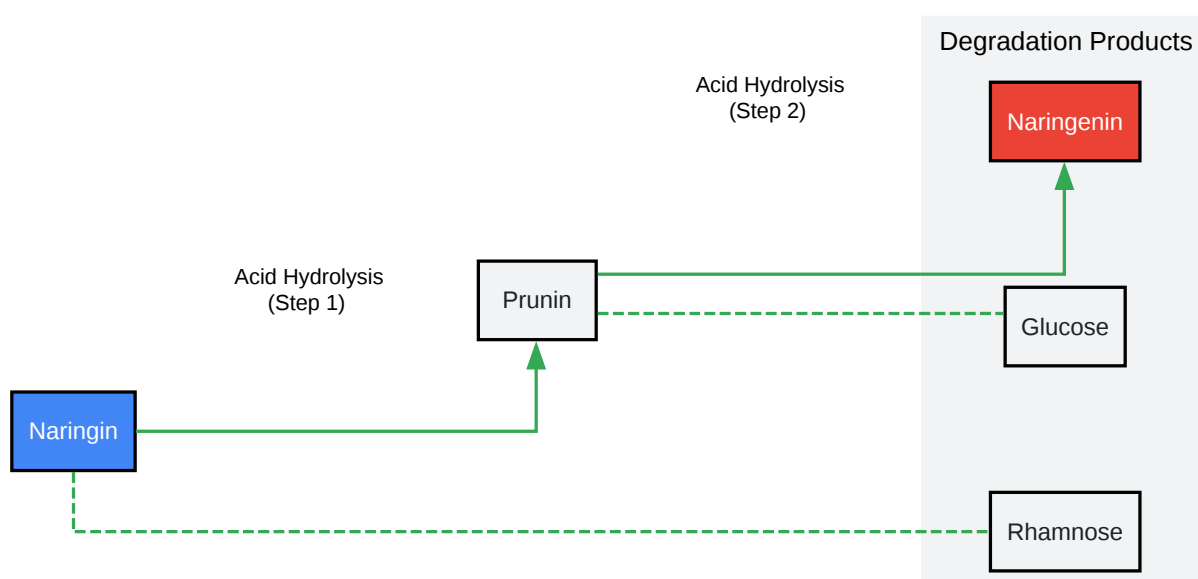 Degradation Products
Acid Hydrolysis
(Step 2)
Naringenin
Acid Hydrolysis
(Step 1)
Prunin
Glucose
Naringin
Rhamnose